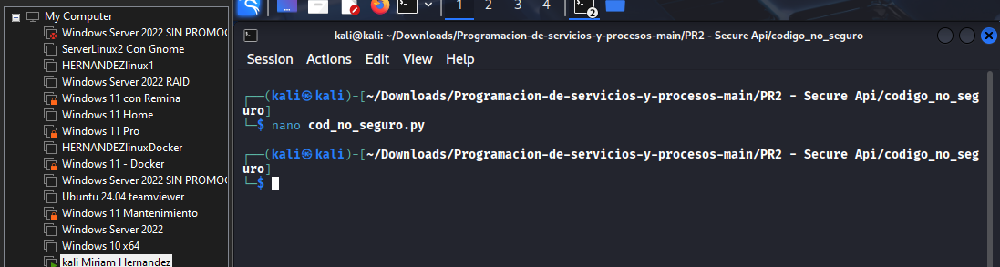 My Computer
Windows Server 2022 SIN PROMOC
ServerLinux2 Con Gnome
HERNANDEZlinux1
Windows Server 2022 RAID
Windows 11 con Remina
Windows 11 Home
Windows 11 Pro
HERNANDEZlinuxDocker
Windows 11 - Docker
Windows Server 2022 SIN PROMOC
Ubuntu 24.04 teamviewer
Windows 11 Mantenimiento
Windows Server 2022
Windows 10 x64
kali Miriam Hernandez
1 2 3 4 2
kali@kali: ~/Downloads/Programacion-de-servicios-y-procesos-main/PR2 - Secure Api/codigo_no_seguro
Session Actions Edit View Help
┌──(kali㉿kali)-[~/Downloads/Programacion-de-servicios-y-procesos-main/PR2 - Secure Api/codigo_no_seg
uro]
└─$ nano cod_no_seguro.py
┌──(kali㉿kali)-[~/Downloads/Programacion-de-servicios-y-procesos-main/PR2 - Secure Api/codigo_no_seg
uro]
└─$